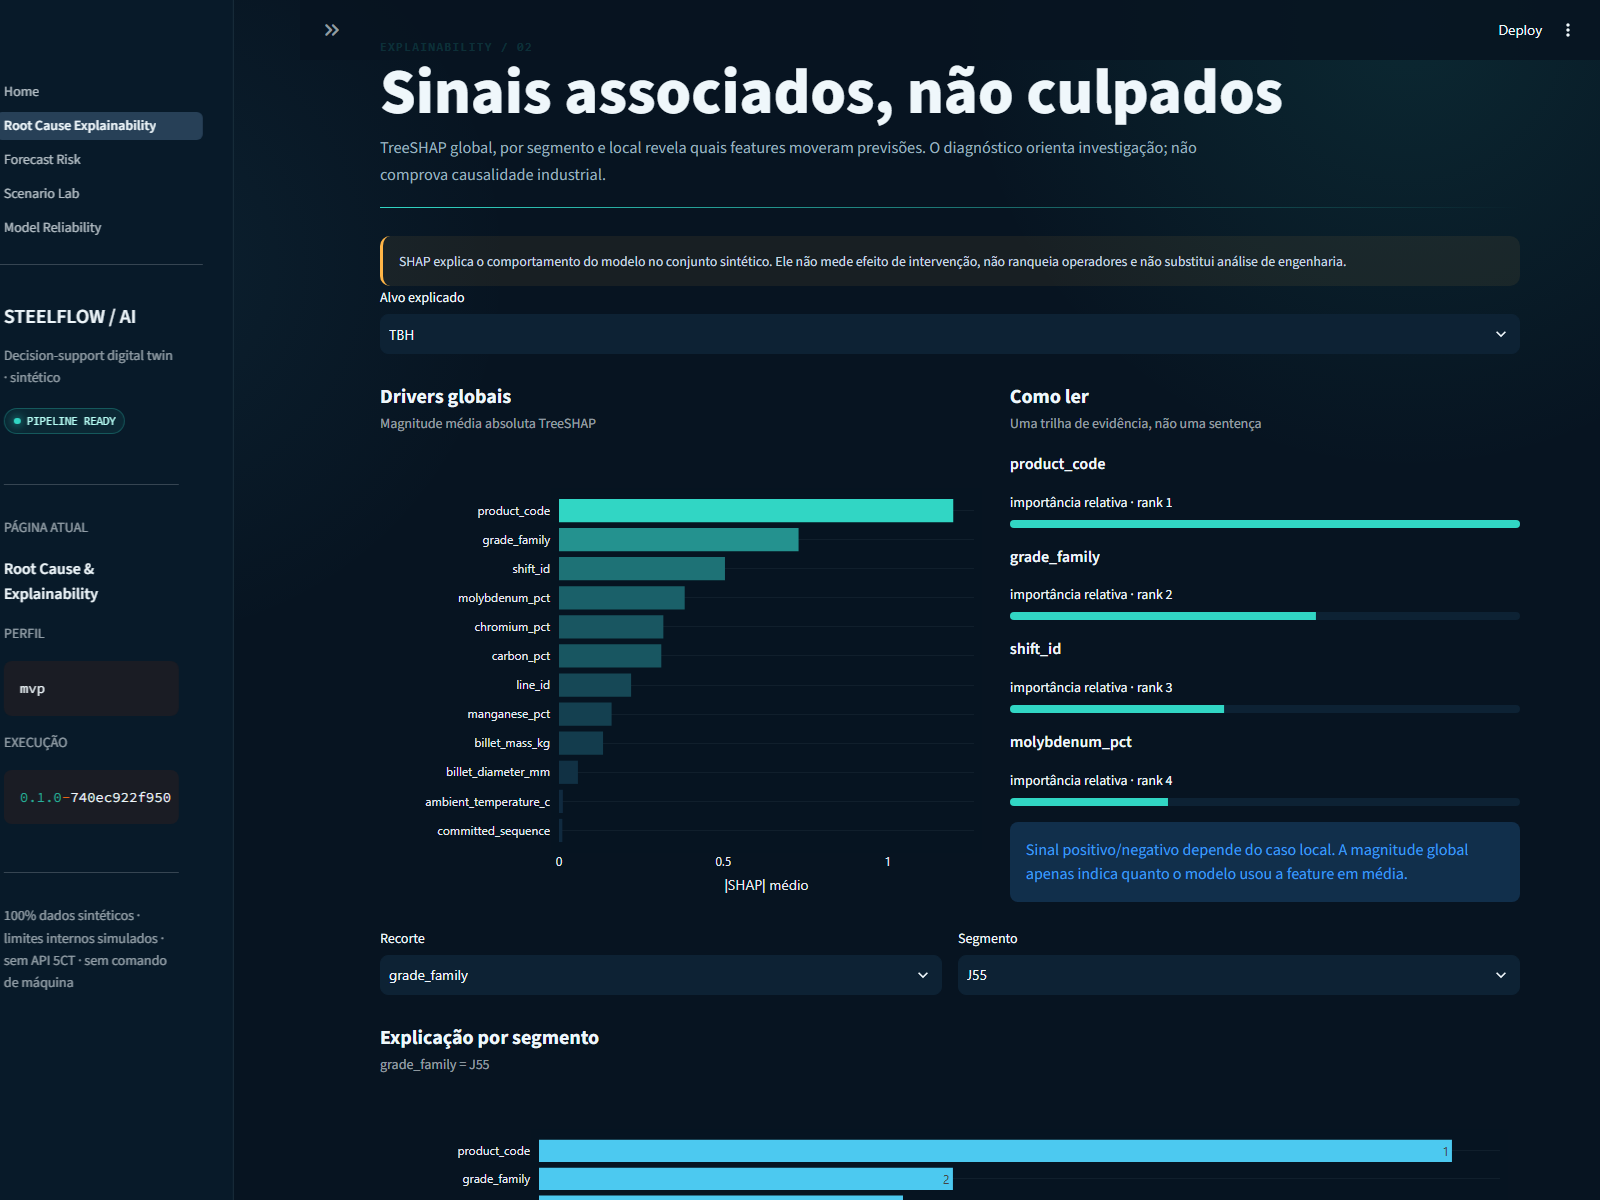 Deploy
EXPLAINABILITY / 02
Sinais associados, não culpados
TreeSHAP global, por segmento e local revela quais features moveram previsões. O diagnóstico orienta investigação; não
comprova causalidade industrial.
Home
Root Cause Explainability
Forecast Risk
Scenario Lab
Model Reliability
STEELFLOW / AI
Decision-support digital twin
· sintético
PIPELINE READY
PÁGINA ATUAL
Root Cause &
Explainability
PERFIL
mvp
EXECUÇÃO
0.1.0-740ec922f950
100% dados sintéticos ·
limites internos simulados ·
sem API 5CT · sem comando
de máquina
SHAP explica o comportamento do modelo no conjunto sintético. Ele não mede efeito de intervenção, não ranqueia operadores e não substitui análise de engenharia.
Alvo explicado
TBH
Drivers globais
Magnitude média absoluta TreeSHAP
product_code
grade_family
shift_id
molybdenum_pct
chromium_pct
carbon_pct
line_id
manganese_pct
billet_mass_kg
billet_diameter_mm
ambient_temperature_c
committed_sequence
0 0.5 1
|SHAP| médio
Como ler
Uma trilha de evidência, não uma sentença
product_code
importância relativa · rank 1
grade_family
importância relativa · rank 2
shift_id
importância relativa · rank 3
molybdenum_pct
importância relativa · rank 4
Sinal positivo/negativo depende do caso local. A magnitude global
apenas indica quanto o modelo usou a feature em média.
Recorte
grade_family
Segmento
J55
Explicação por segmento
grade_family = J55
product_code 1
grade_family 2